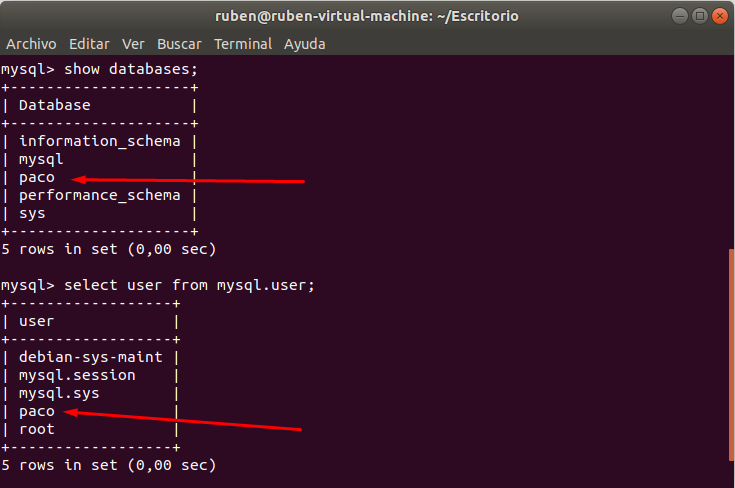 ruben@ruben-virtual-machine: ~/Escritorio
Archivo Editar Ver Buscar Terminal Ayuda
mysql> show databases;
+--------------------+
| Database           |
+--------------------+
| information_schema |
| mysql              |
| paco               |
| performance_schema |
| sys                |
+--------------------+
5 rows in set (0,00 sec)
mysql> select user from mysql.user;
+------------------+
| user             |
+------------------+
| debian-sys-maint |
| mysql.session    |
| mysql.sys        |
| paco             |
| root             |
+------------------+
5 rows in set (0,00 sec)